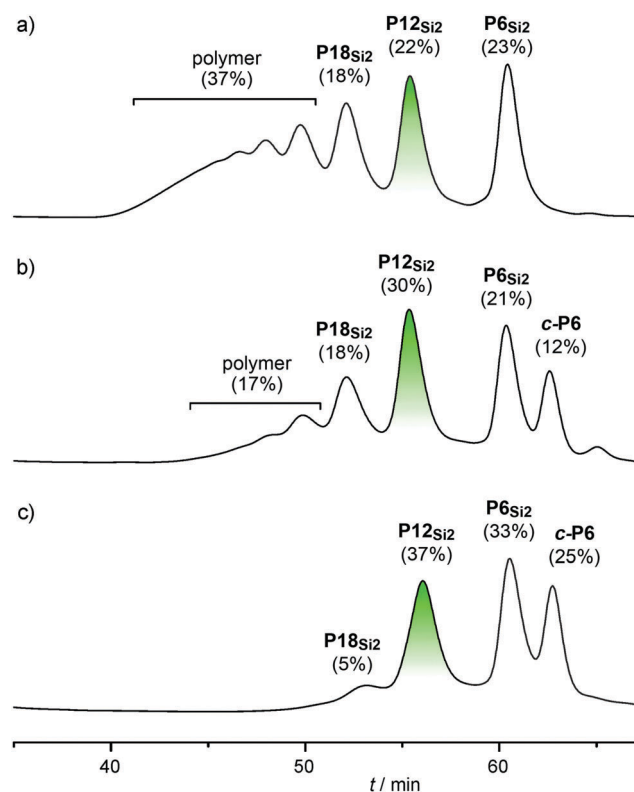 a)
polymer
(37%)
P18Si2
(18%)
P12Si2
(22%)
P6Si2
(23%)
b)
polymer
(17%)
P18Si2
(18%)
P12Si2
(30%)
P6Si2
(21%)
c-P6
(12%)
c)
P18Si2
(5%)
P12Si2
(37%)
P6Si2
(33%)
c-P6
(25%)
40 50 60
t / min